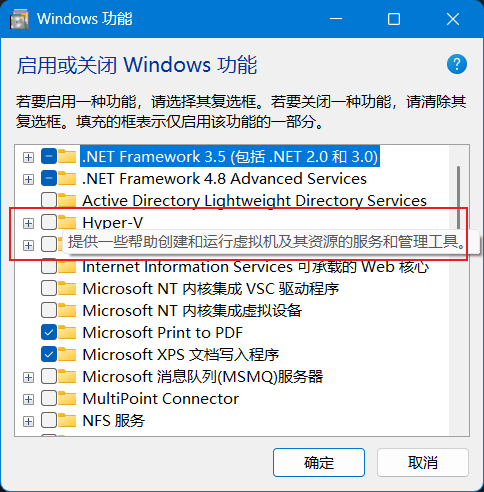 Windows 功能
启用或关闭 Windows 功能
?
若要启用一种功能，请选择其复选框。若要关闭一种功能，请清除其
复选框。填充的框表示仅启用该功能的一部分。
.NET Framework 3.5 (包括 .NET 2.0 和 3.0)
.NET Framework 4.8 Advanced Services
Active Directory Lightweight Directory Services
Hyper-V
提供一些帮助创建和运行虚拟机及其资源的服务和管理工具。
Internet Information Services 可承载的 Web 核心
Microsoft NT 内核集成 VSC 驱动程序
Microsoft NT 内核集成虚拟设备
Microsoft Print to PDF
Microsoft XPS 文档写入程序
Microsoft 消息队列(MSMQ)服务器
MultiPoint Connector
NFS 服务
确定
取消